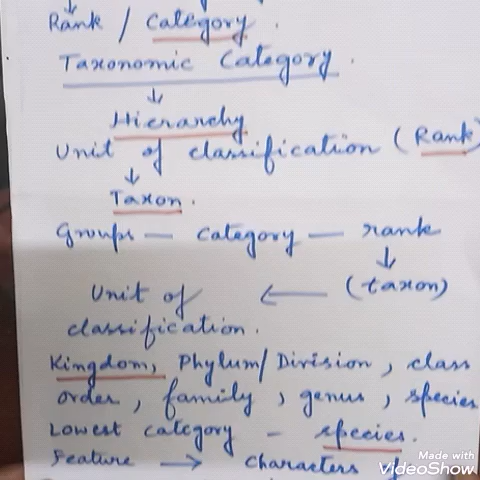 Rank / Category.
Taxonomic Category.
↓
Hierarchy
Unit of classification (Rank)
↓
Taxon.
Groups — category — rank
↓
Unit of ← (taxon)
classification.
Kingdom, Phylum/Division, class
order, family, genus, species
Lowest category - species.
Feature → characters of
Made with
VideoShow